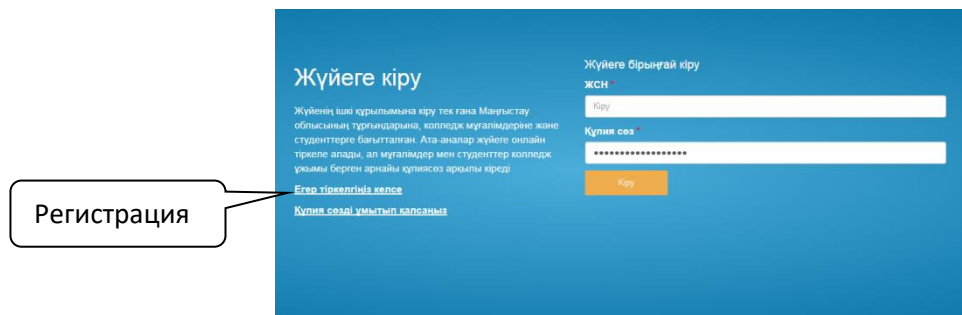 Жүйеге кіру
Жүйенің ішкі құрылымына кіру тек ғана Маңғыстау
облысының тұрғындарына, колледж мұғалімдеріне және
студенттерге бағытталған. Ата-аналар жүйеге онлайн
тіркеле алады, ал мұғалімдер мен студенттер колледж
ұжымы берген арнайы құпиясөз арқылы кіреді
Егер тіркелгіңіз келсе
Құпия сөзді ұмытып қалсаңыз
Жүйеге бірыңғай кіру
ЖСН *
Кіру
Құпия сөз *
••••••••••••••••••
Кіру
Регистрация